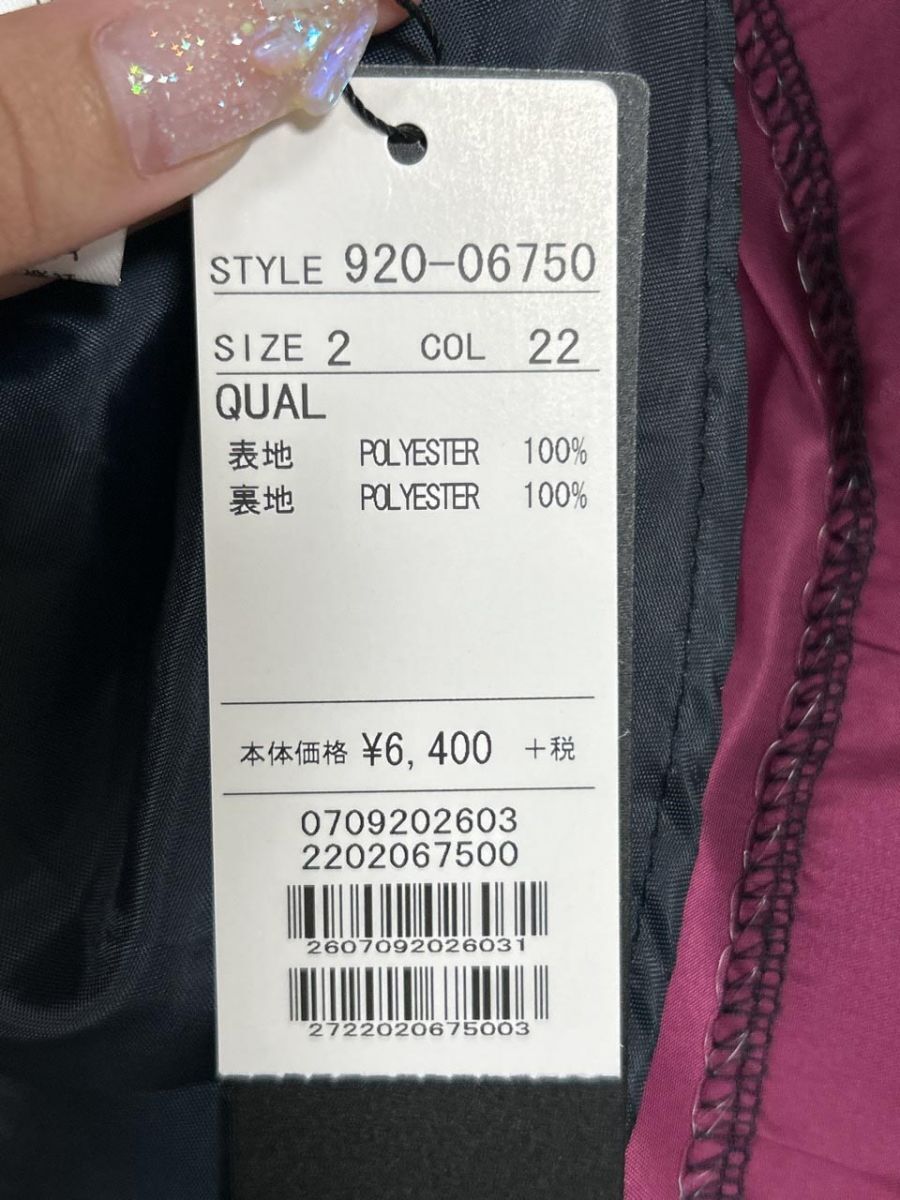 STYLE 920-06750
SIZE 2 COL 22
QUAL
表地 POLYESTER 100%
裏地 POLYESTER 100%
本体価格 ¥6,400 +税
0709202603
2202067500
2607092026031
2722020675003